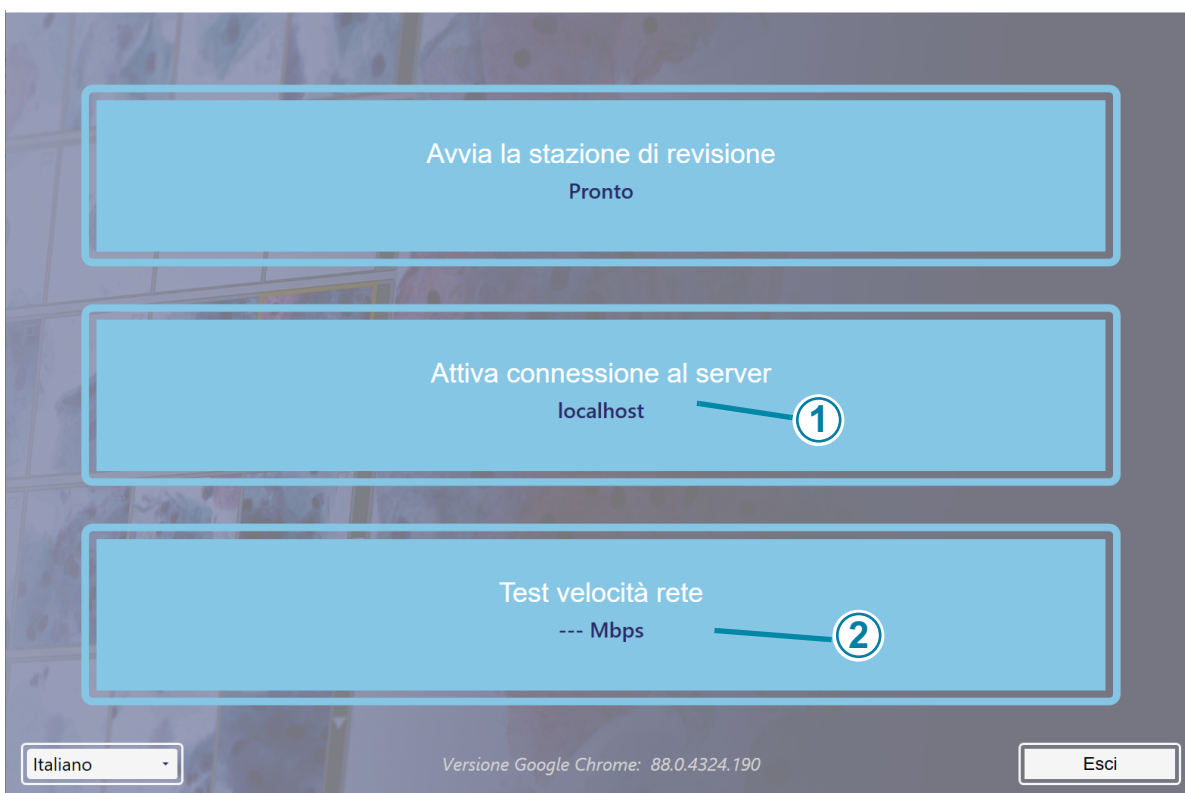 Avvia la stazione di revisione
Pronto
Attiva connessione al server
localhost
1
Test velocità rete
--- Mbps
2
Italiano
Versione Google Chrome: 88.0.4324.190
Esci